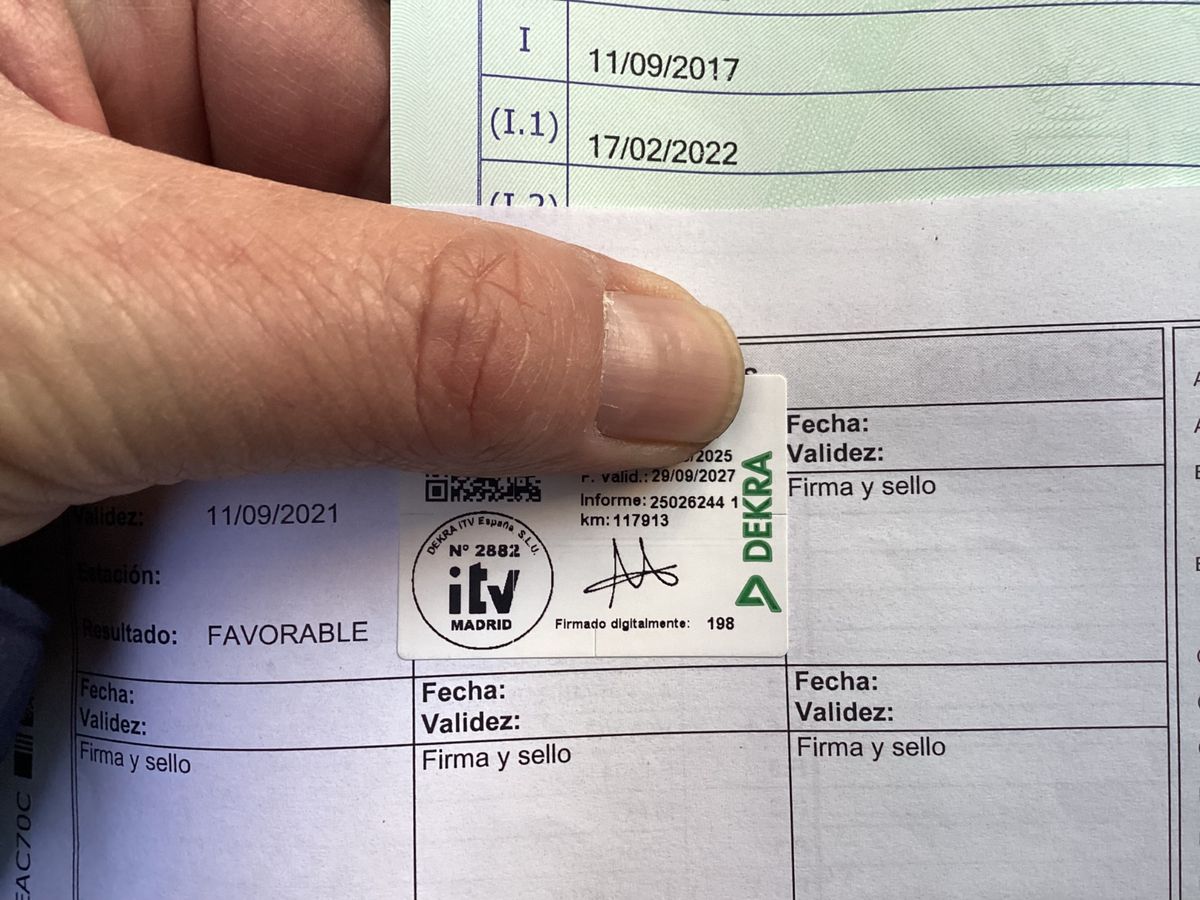 I
11/09/2017
(I.1)
17/02/2022
(I.2)
Fecha:
Validez:
Firma y sello
/2025
F. Valid.: 29/09/2027
Informe: 25026244 1
km: 117913
DEKRA
DEKRA iTV España S.L.U.
Nº 2882
itv
MADRID
Firmado digitalmente: 198
Validez: 11/09/2021
Estación:
Resultado: FAVORABLE
Fecha:
Validez:
Firma y sello
Fecha:
Validez:
Firma y sello
Fecha:
Validez:
Firma y sello
EAC70C